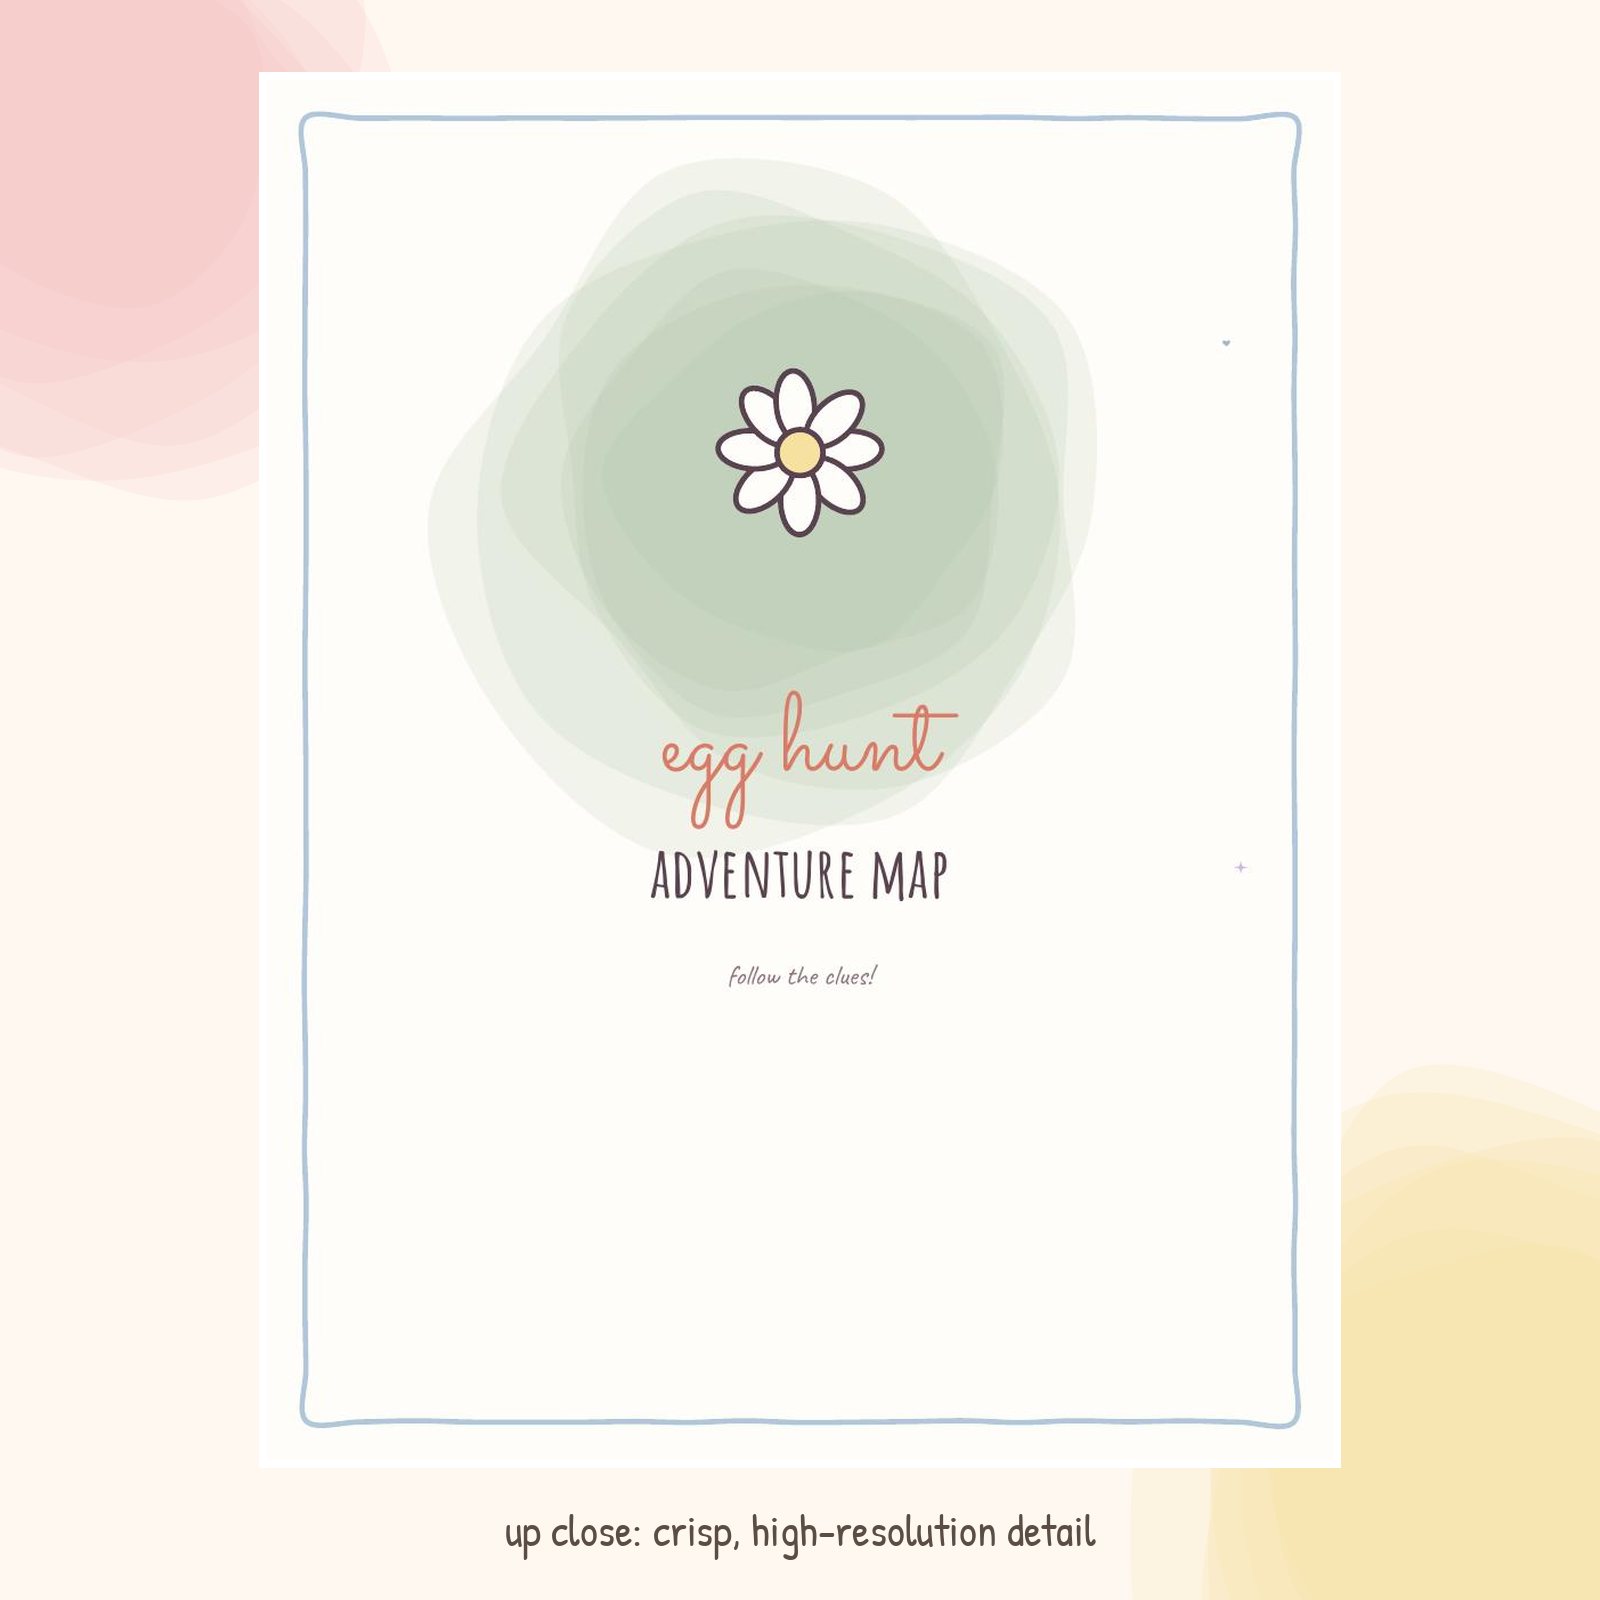 egg hunt
ADVENTURE MAP
follow the clues!
up close: crisp, high-resolution detail